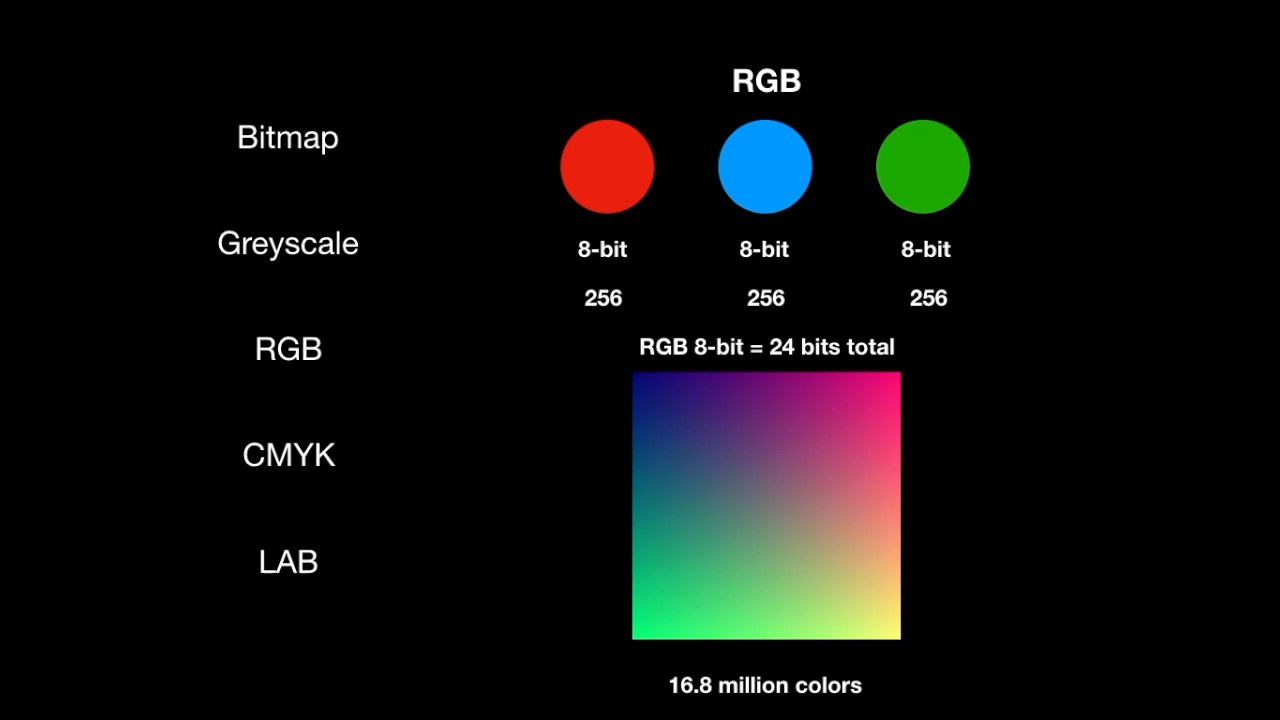 Bitmap
Greyscale
RGB
CMYK
LAB
RGB
8-bit 8-bit 8-bit
256 256 256
RGB 8-bit = 24 bits total
16.8 million colors